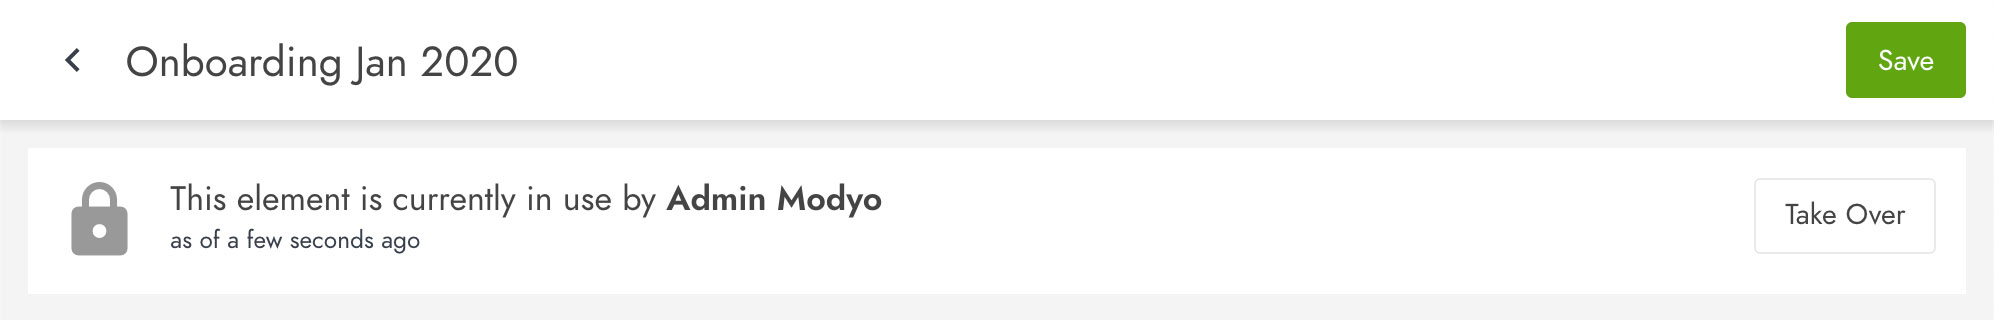 Onboarding Jan 2020
Save
This element is currently in use by Admin Modyo
as of a few seconds ago
Take Over